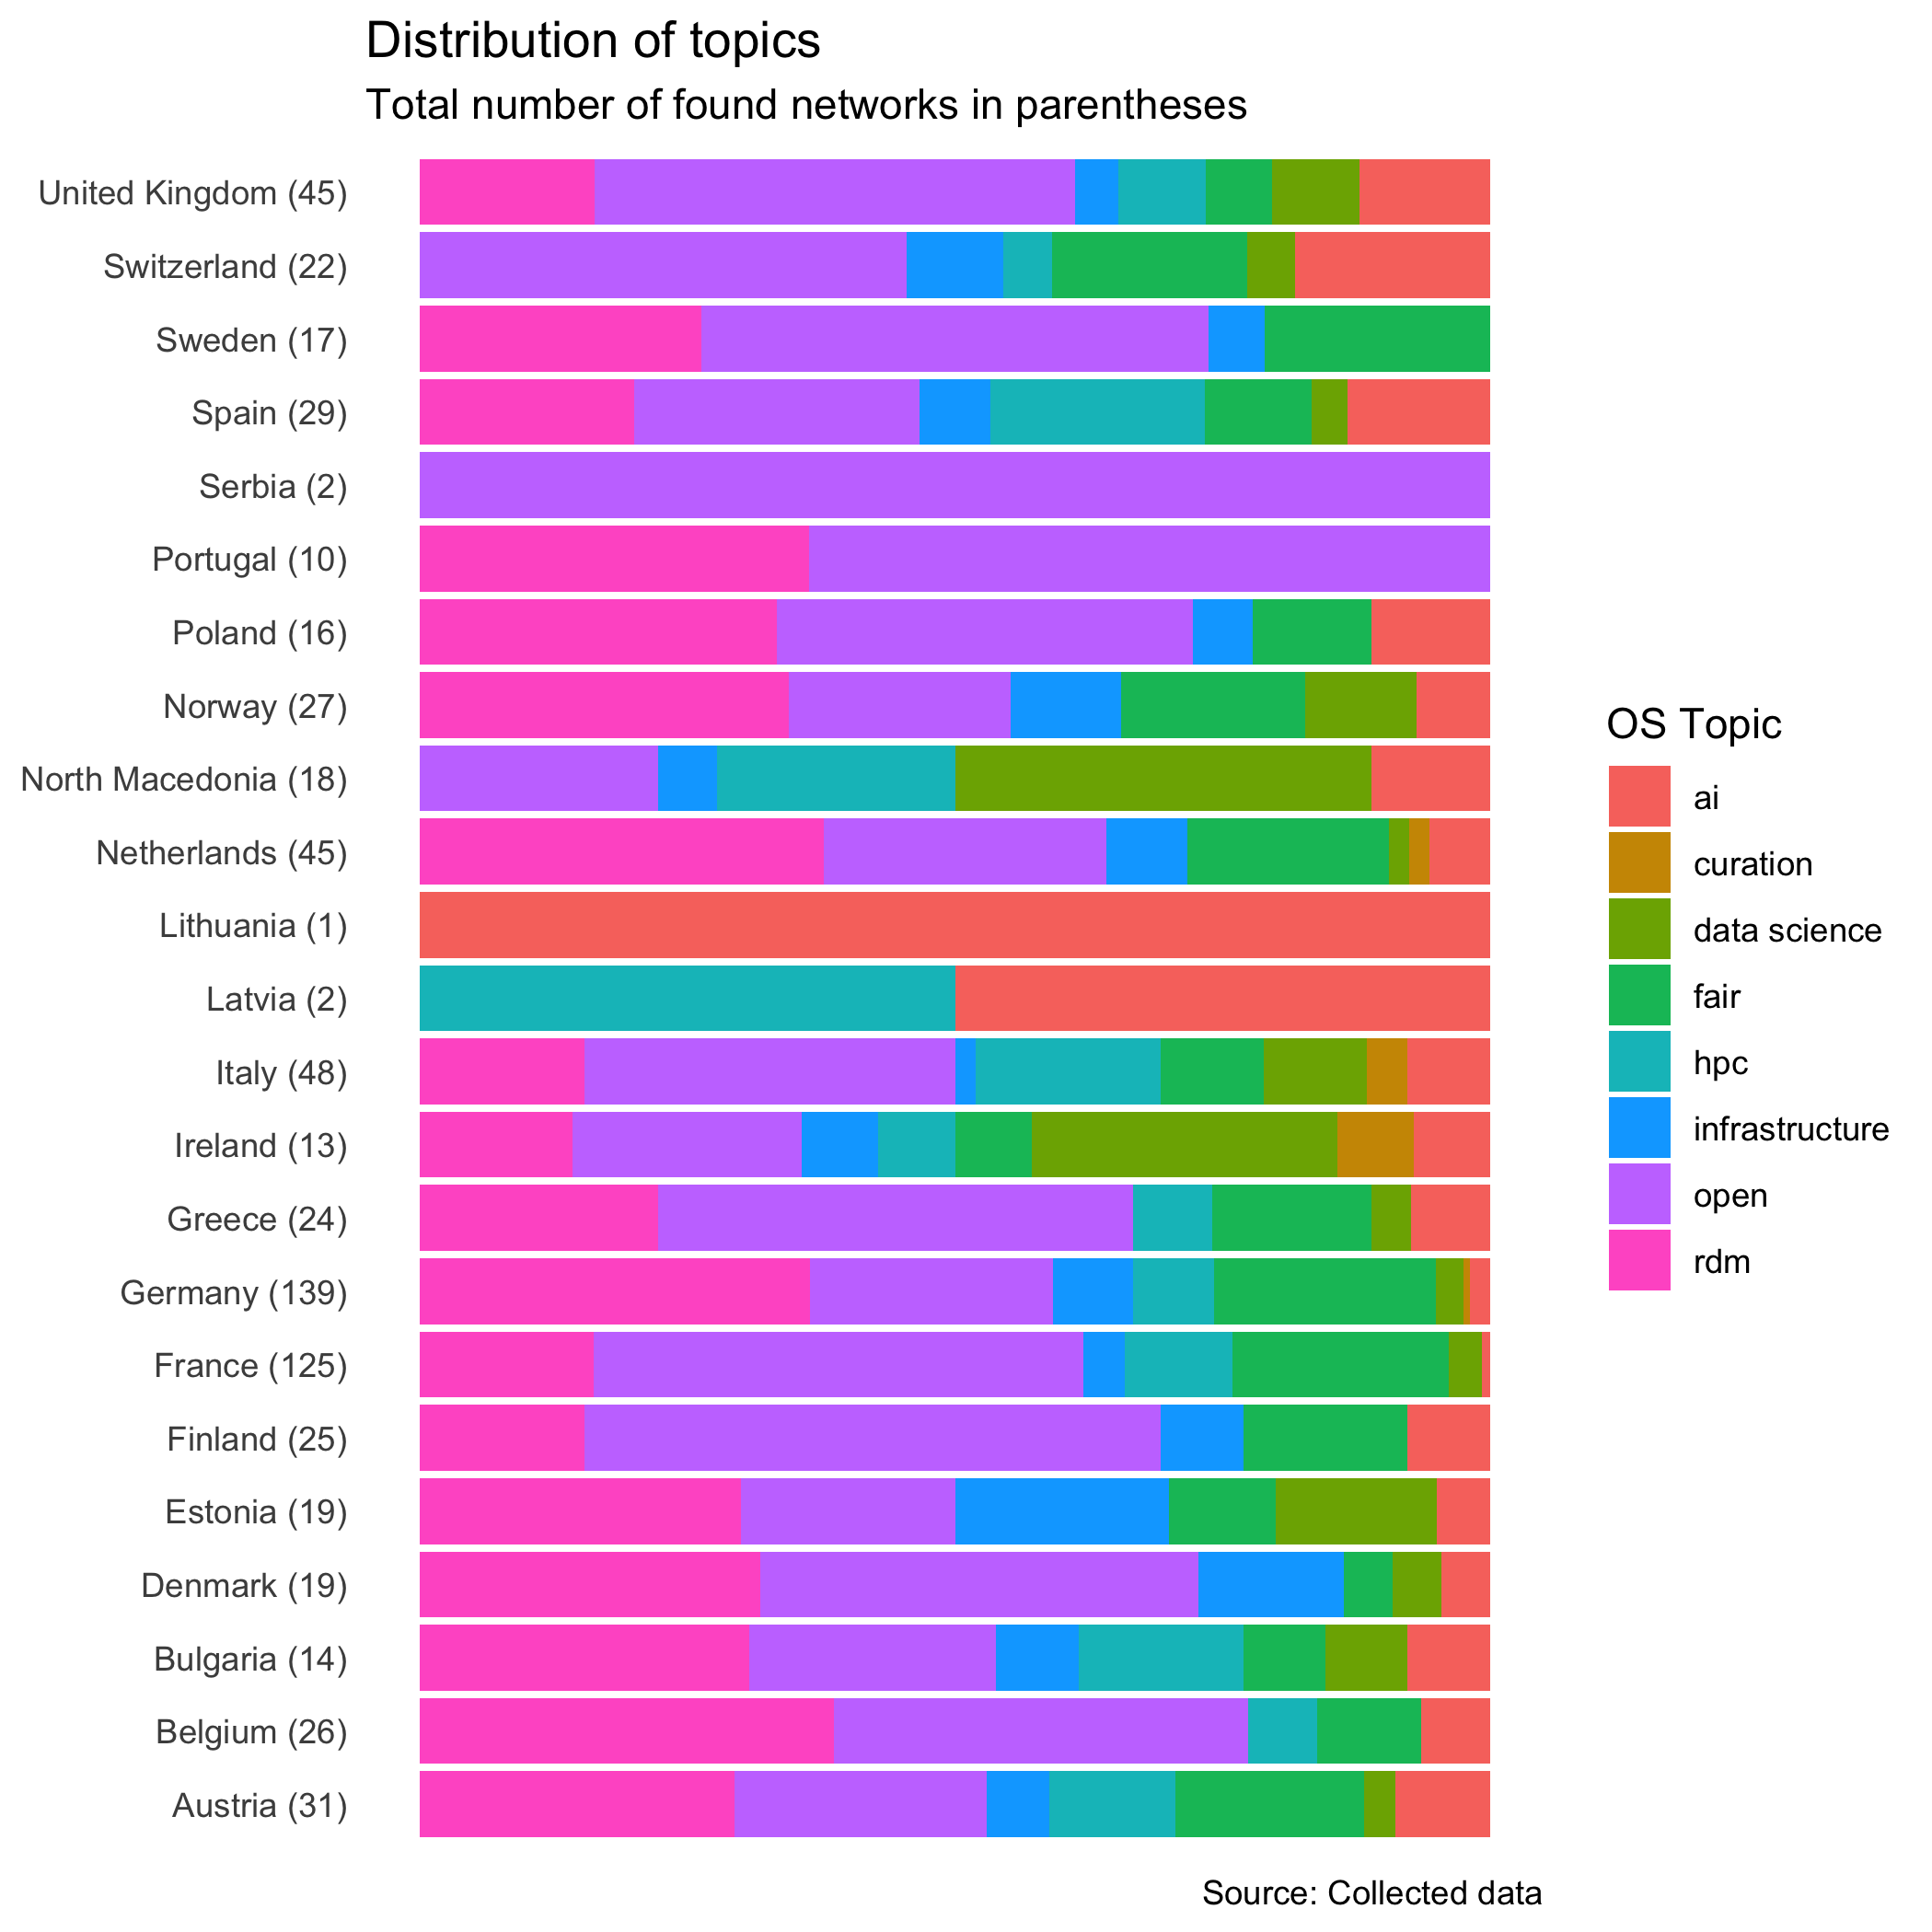 Distribution of topics
Total number of found networks in parentheses
United Kingdom (45)
Switzerland (22)
Sweden (17)
Spain (29)
Serbia (2)
Portugal (10)
Poland (16)
Norway (27)
North Macedonia (18)
Netherlands (45)
Lithuania (1)
Latvia (2)
Italy (48)
Ireland (13)
Greece (24)
Germany (139)
France (125)
Finland (25)
Estonia (19)
Denmark (19)
Bulgaria (14)
Belgium (26)
Austria (31)
OS Topic
ai
curation
data science
fair
hpc
infrastructure
open
rdm
Source: Collected data